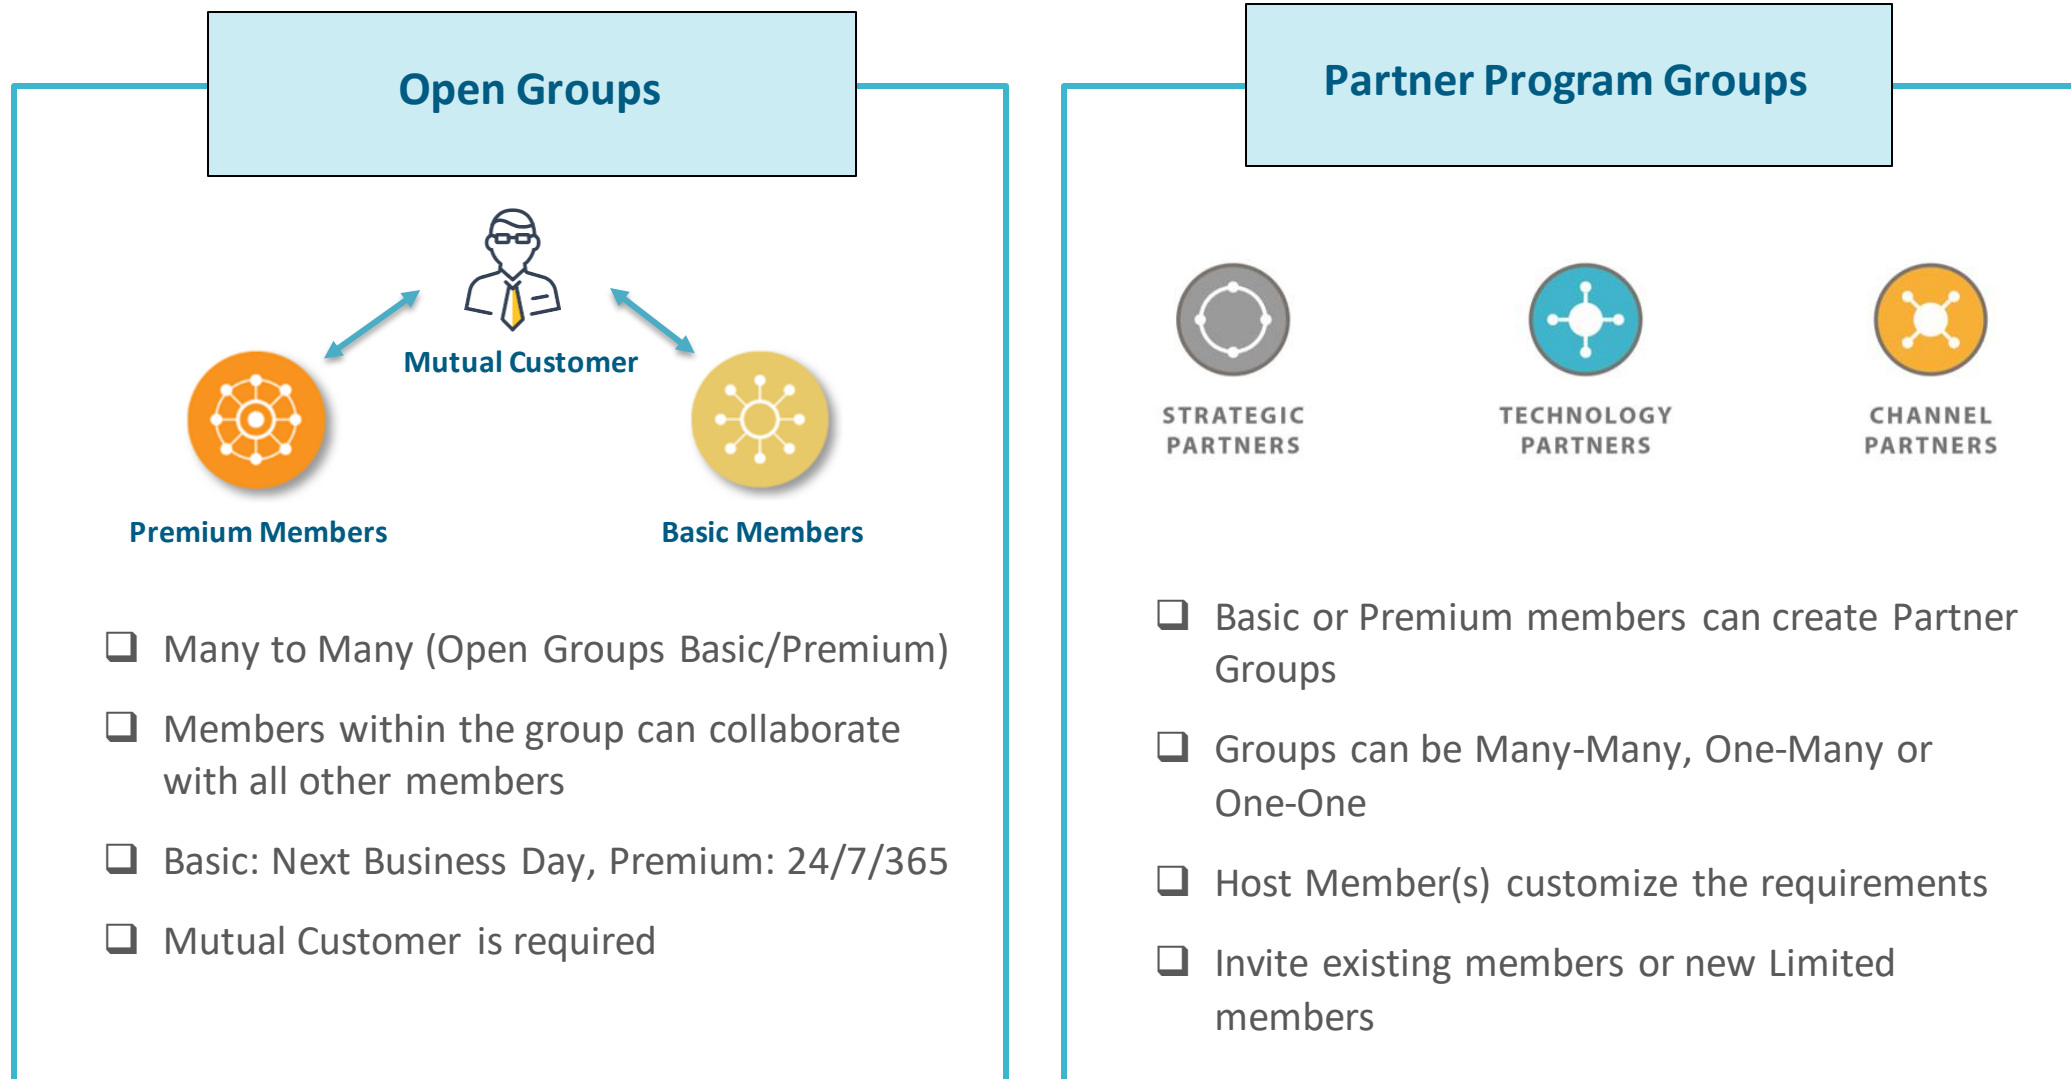 Open Groups
Mutual Customer
Premium Members
Basic Members
Many to Many (Open Groups Basic/Premium)
Members within the group can collaborate
with all other members
Basic: Next Business Day, Premium: 24/7/365
Mutual Customer is required
Partner Program Groups
STRATEGIC
PARTNERS
TECHNOLOGY
PARTNERS
CHANNEL
PARTNERS
Basic or Premium members can create Partner
Groups
Groups can be Many-Many, One-Many or
One-One
Host Member(s) customize the requirements
Invite existing members or new Limited
members